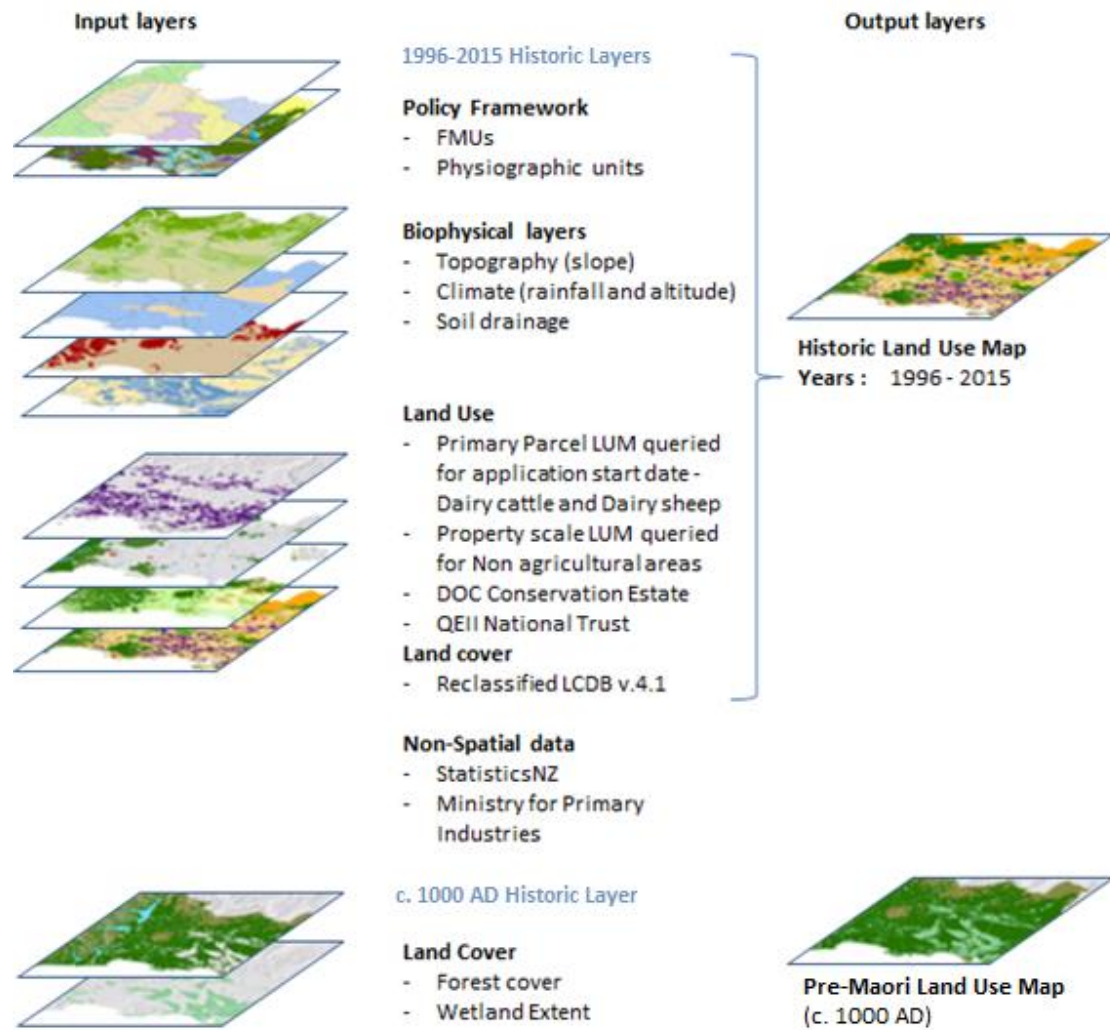 Input layers
Output layers
1996-2015 Historic Layers
Policy Framework
- FMUs
- Physiographic units
Biophysical layers
- Topography (slope)
- Climate (rainfall and altitude)
- Soil drainage
Historic Land Use Map
Years : 1996 - 2015
Land Use
- Primary Parcel LUM queried
for application start date -
Dairy cattle and Dairy sheep
- Property scale LUM queried
for Non agricultural areas
- DOC Conservation Estate
- QEII National Trust
Land cover
- Reclassified LCDB v.4.1
Non-Spatial data
- StatisticsNZ
- Ministry for Primary
Industries
c. 1000 AD Historic Layer
Land Cover
- Forest cover
- Wetland Extent
Pre-Maori Land Use Map
(c. 1000 AD)